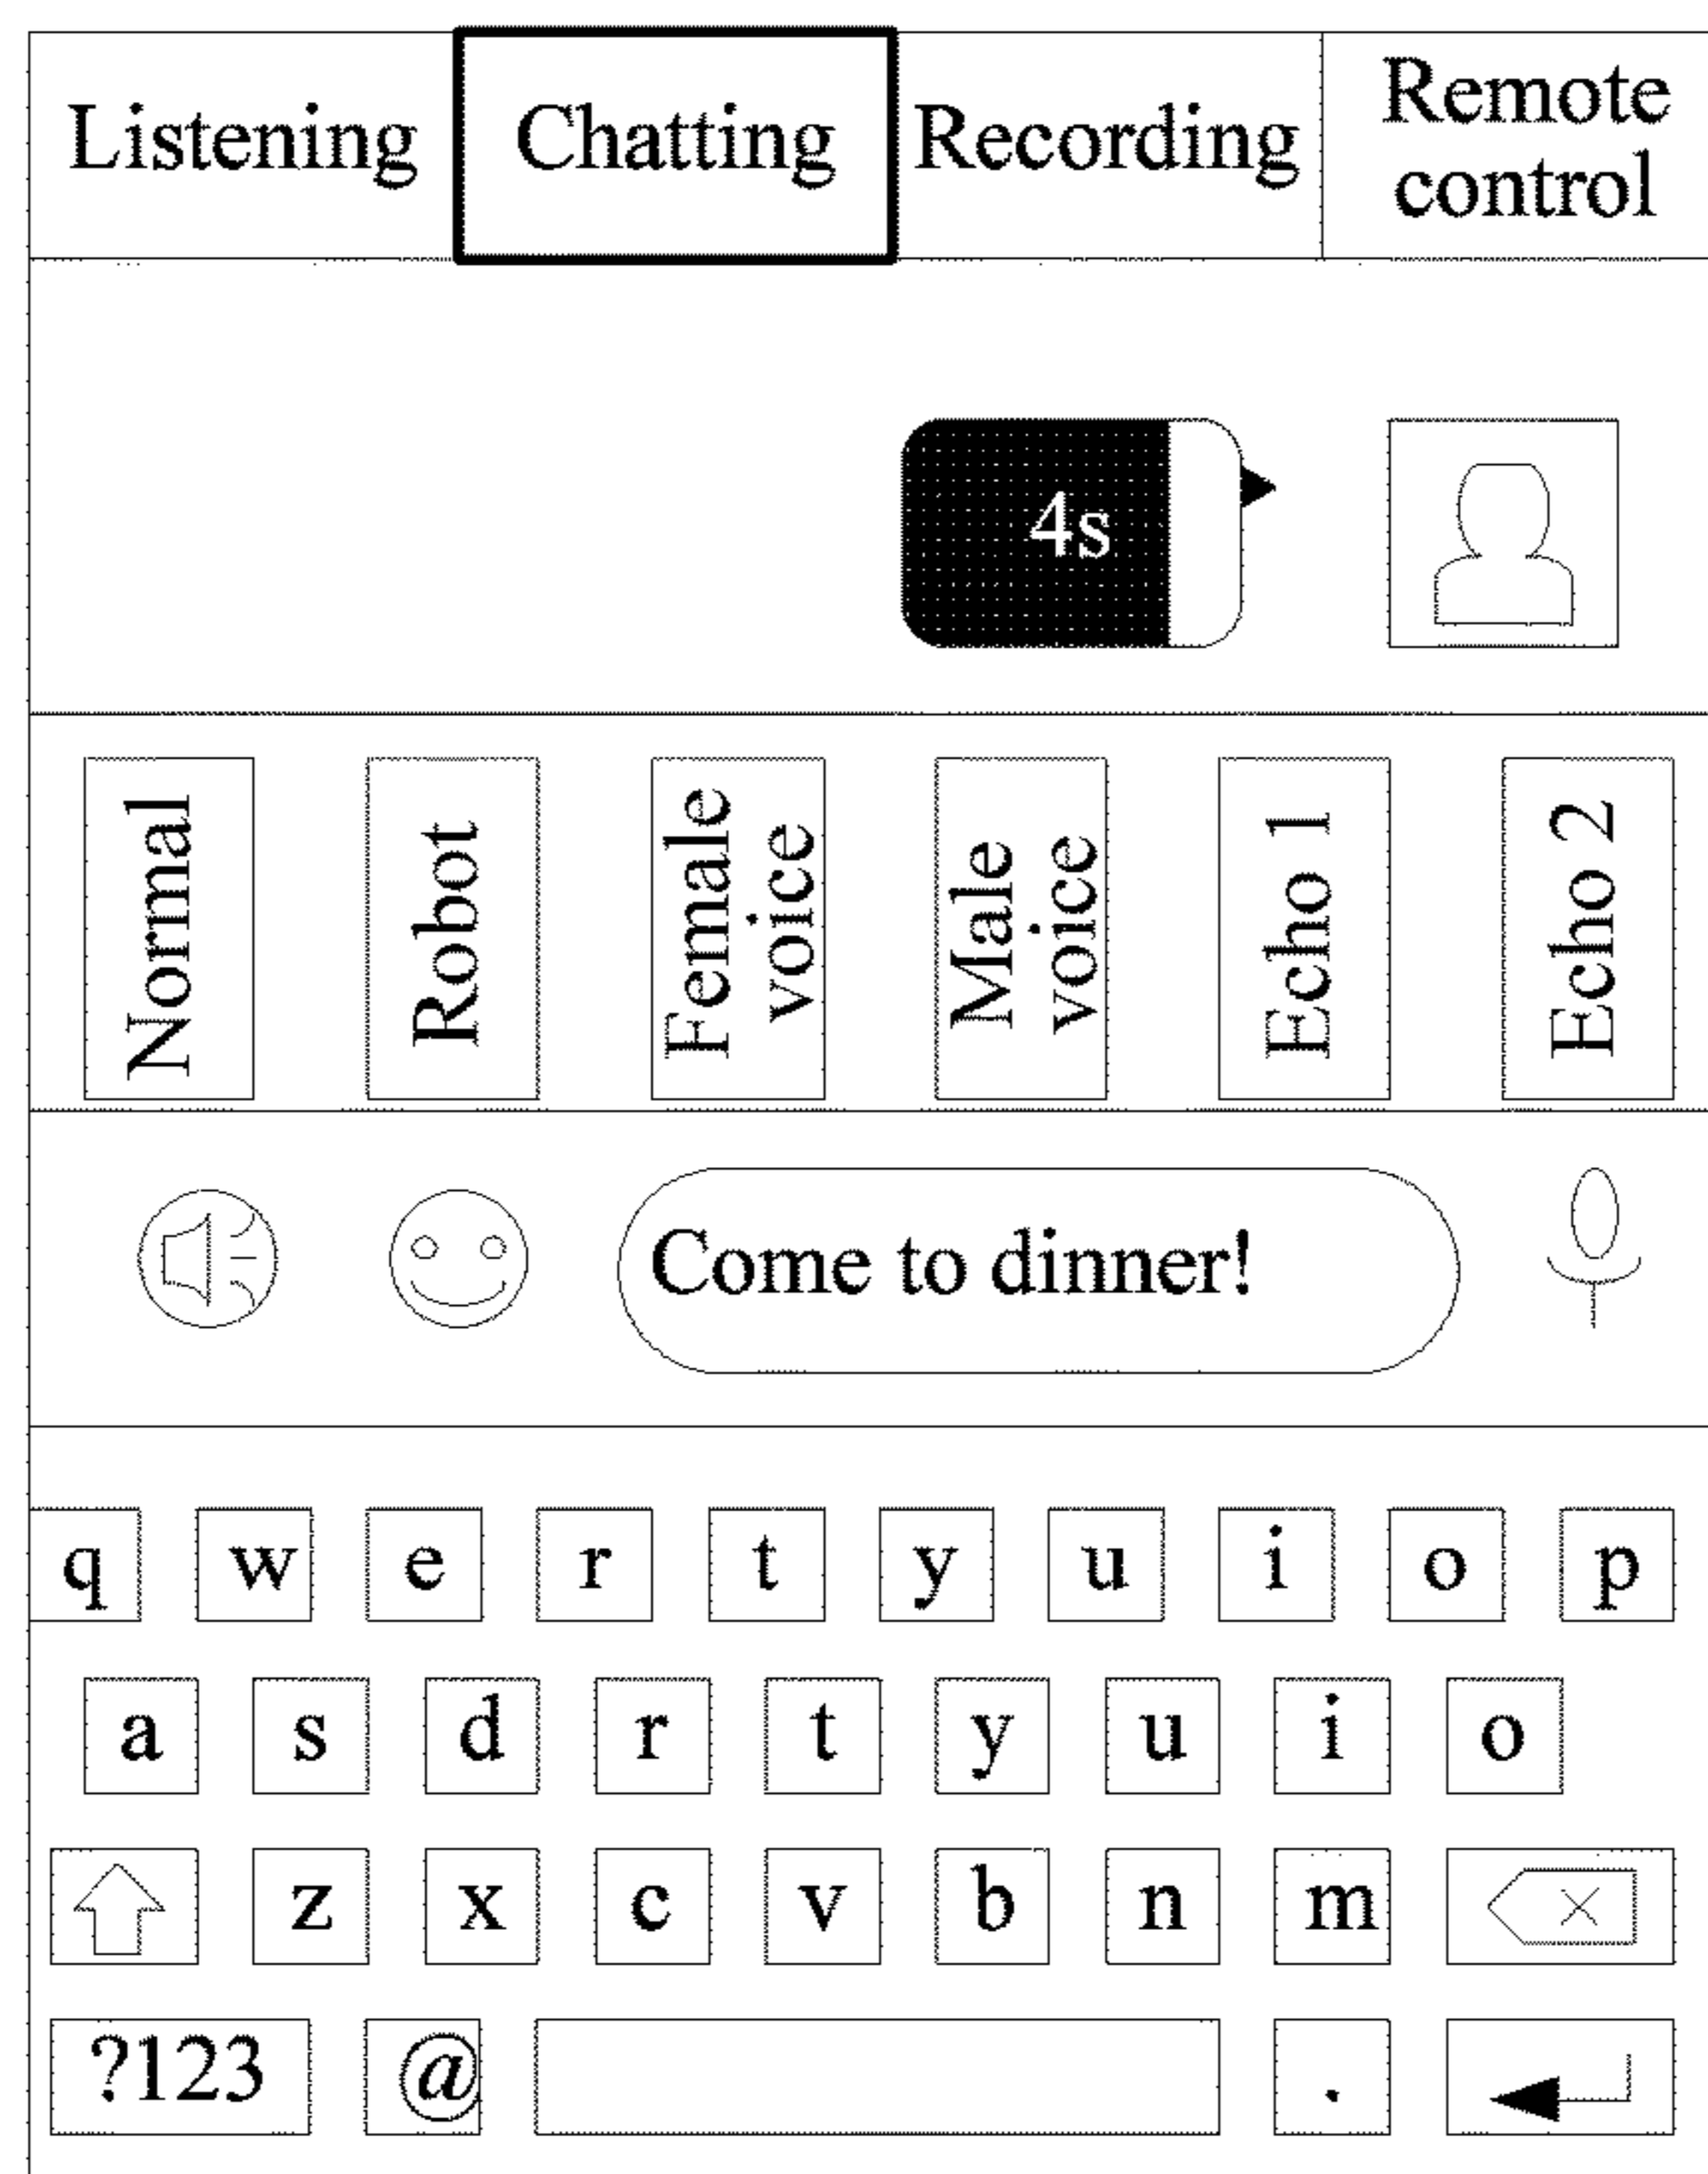 Listening Chatting Recording Remote control
4s
Normal Robot Female voice Male voice Echo 1 Echo 2
Come to dinner!
q w e r t y u i o p
a s d r t y u i o
z x c v b n m
?123 @ .